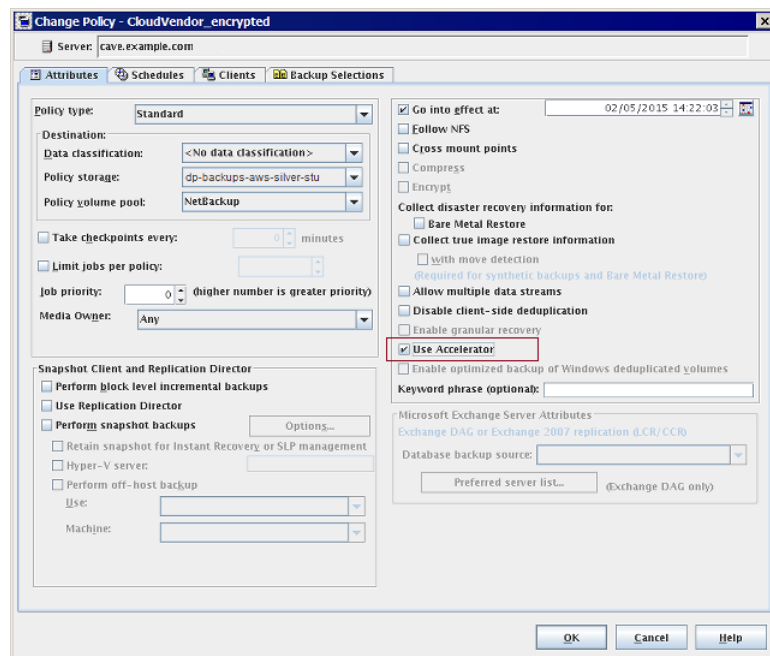 Change Policy - CloudVendor_encrypted
Server: cave.example.com
Attributes Schedules Clients Backup Selections
Policy type: Standard
Destination:
Data classification: <No data classification>
Policy storage: dp-backups-aws-silver-stu
Policy volume pool: NetBackup
Take checkpoints every: 0 minutes
Limit jobs per policy:
Job priority: 0 (higher number is greater priority)
Media Owner: Any
Snapshot Client and Replication Director
Perform block level incremental backups
Use Replication Director
Perform snapshot backups Options...
Retain snapshot for Instant Recovery or SLP management
Hyper-V server:
Perform off-host backup
Use:
Machine:
Go into effect at: 02/05/2015 14:22:03
Follow NFS
Cross mount points
Compress
Encrypt
Collect disaster recovery information for:
Bare Metal Restore
Collect true image restore information
with move detection
(Required for synthetic backups and Bare Metal Restore)
Allow multiple data streams
Disable client-side deduplication
Enable granular recovery
Use Accelerator
Enable optimized backup of Windows deduplicated volumes
Keyword phrase (optional):
Microsoft Exchange Server Attributes
Exchange DAG or Exchange 2007 replication (LCR/CCR)
Database backup source:
Preferred server list... (Exchange DAG only)
OK Cancel Help